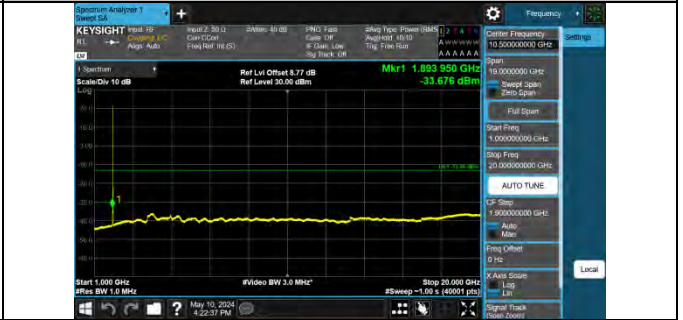 Spectrum Analyzer 1
Swept SA
+
Frequency
KEYSIGHT
Input: RF
Coupling: DC
Align: Auto
Input Z: 50 Ω
Corr CCorr
Freq Ref: Int (S)
#Atten: 40 dB
PNO: Fast
Gate: Off
IF Gain: Low
Sig Track: Off
#Avg Type: Power (RMS
Avg|Hold: 10/10
Trig: Free Run
1 Spectrum
Scale/Div 10 dB
Log
Ref Lvl Offset 8.77 dB
Ref Level 30.00 dBm
Mkr1 1.893 950 GHz
-33.676 dBm
1
Start 1.000 GHz
#Res BW 1.0 MHz
#Video BW 3.0 MHz*
Stop 20.000 GHz
#Sweep ~1.00 s (40001 pts)
Center Frequency
10.500000000 GHz
Settings
Span
19.0000000 GHz
Swept Span
Zero Span
Full Span
Start Freq
1.000000000 GHz
Stop Freq
20.000000000 GHz
AUTO TUNE
CF Step
1.900000000 GHz
Auto
Man
Freq Offset
0 Hz
X Axis Scale
Log
Lin
Signal Track
(Span Zoom)
Local
?
May 10, 2024
4:22:37 PM